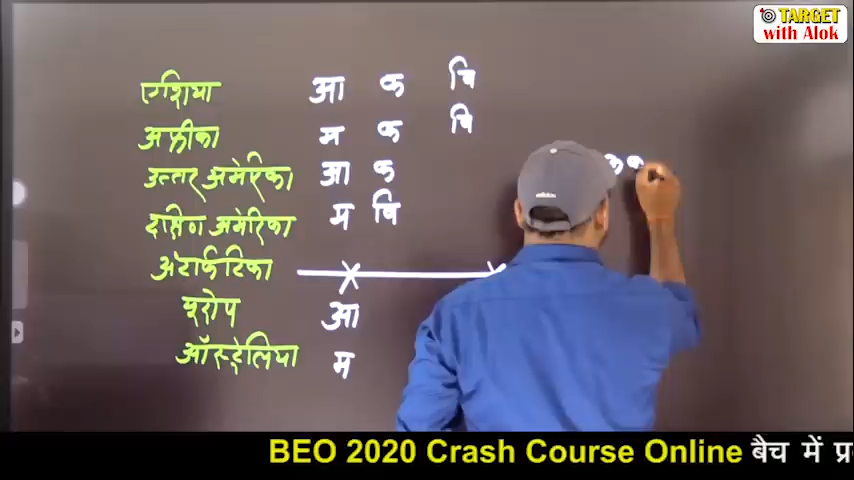 TARGET
with Alok
एशिया आ क वि
अफ्रीका म क वि
उत्तर अमेरिका आ क
दक्षिण अमेरिका म वि
अंटार्कटिका
यूरोप आ
ऑस्ट्रेलिया म
BEO 2020 Crash Course Online बैच में प्र